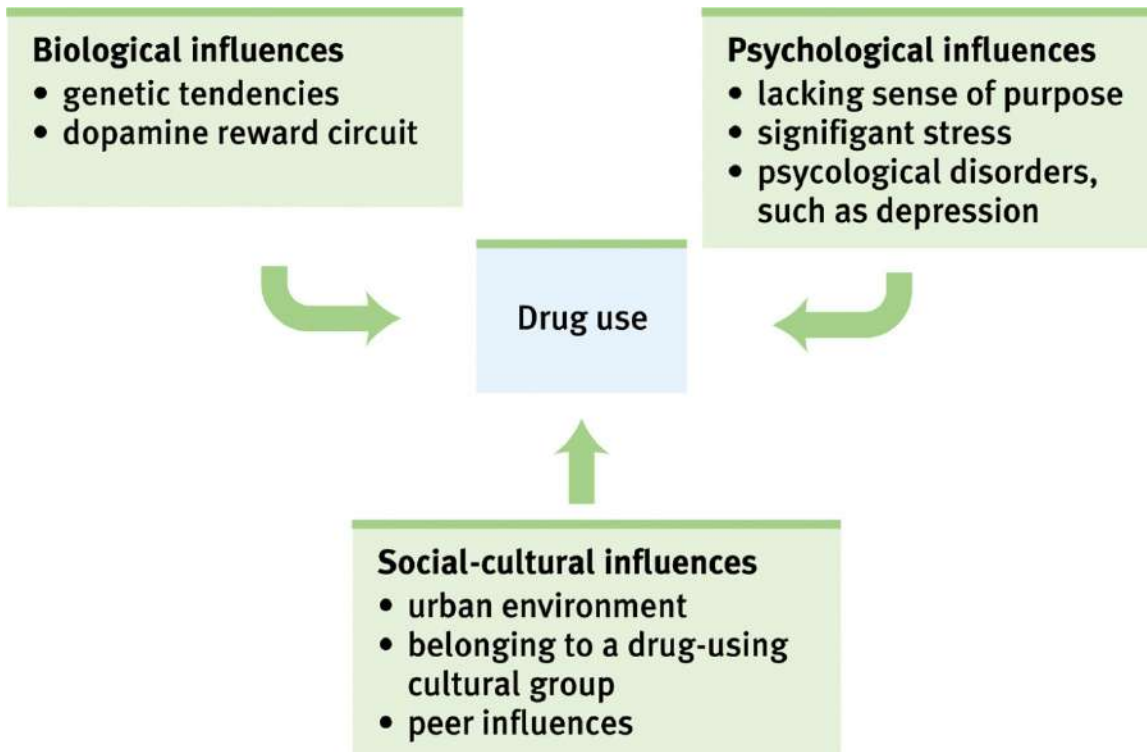 Biological influences
• genetic tendencies
• dopamine reward circuit
Psychological influences
• lacking sense of purpose
• signifigant stress
• psycological disorders,
such as depression
Drug use
Social-cultural influences
• urban environment
• belonging to a drug-using
cultural group
• peer influences